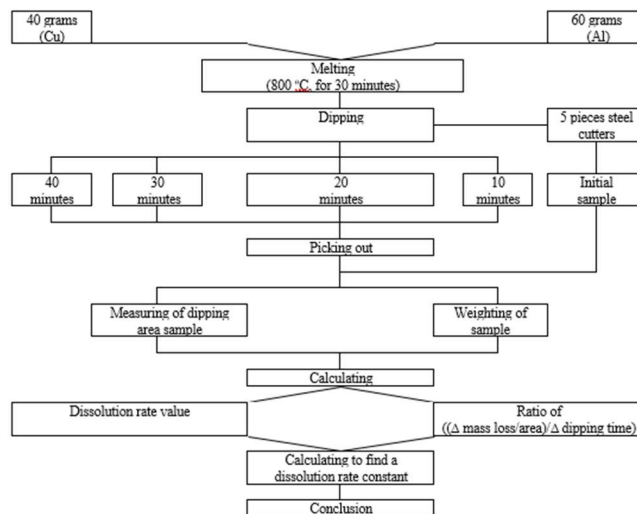 40 grams
(Cu)
60 grams
(Al)
Melting
(800 °C. for 30 minutes)
Dipping
5 pieces steel
cutters
40
minutes
30
minutes
20
minutes
10
minutes
Initial
sample
Picking out
Measuring of dipping
area sample
Weighting of
sample
Calculating
Dissolution rate value
Ratio of
((Δ mass loss/area)/Δ dipping time)
Calculating to find a
dissolution rate constant
Conclusion